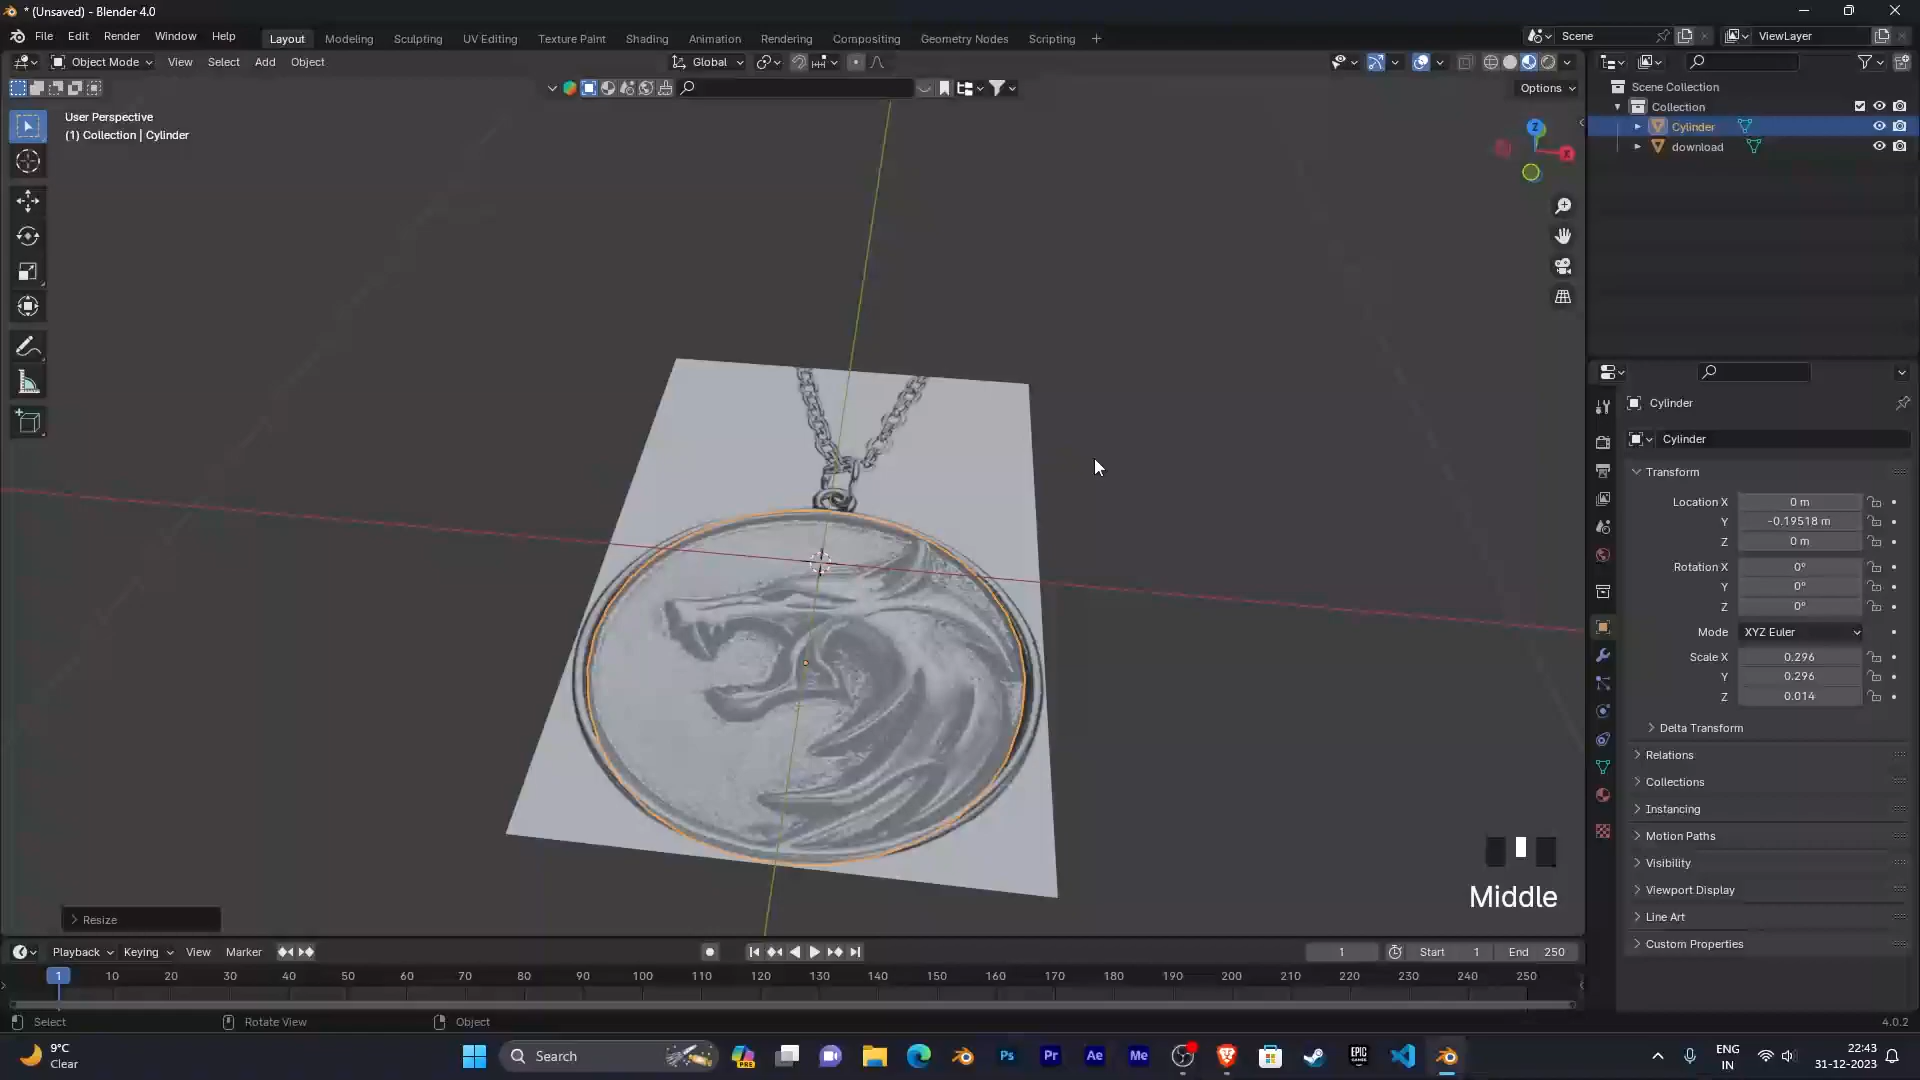 * (Unsaved) - Blender 4.0
File Edit Render Window Help
Layout Modeling Sculpting UV Editing Texture Paint Shading Animation Rendering Compositing Geometry Nodes Scripting +
Scene
ViewLayer
Object Mode View Select Add Object
Global
Options
User Perspective
(1) Collection | Cylinder
Z
X
Scene Collection
Collection
Cylinder
download
Cylinder
Cylinder
Transform
Location X 0 m
Y -0.19518 m
Z 0 m
Rotation X 0°
Y 0°
Z 0°
Mode XYZ Euler
Scale X 0.296
Y 0.296
Z 0.014
Delta Transform
Relations
Collections
Instancing
Motion Paths
Visibility
Viewport Display
Line Art
Custom Properties
Middle
Resize
Playback Keying View Marker
1 Start 1 End 250
1 10 20 30 40 50 60 70 80 90 100 110 120 130 140 150 160 170 180 190 200 210 220 230 240 250
Select Rotate View Object
4.0.2
9°C
Clear
Search
PRE
Ps
Pr
Ae
Me
EPIC
GAMES
ENG
IN
22:43
31-12-2023